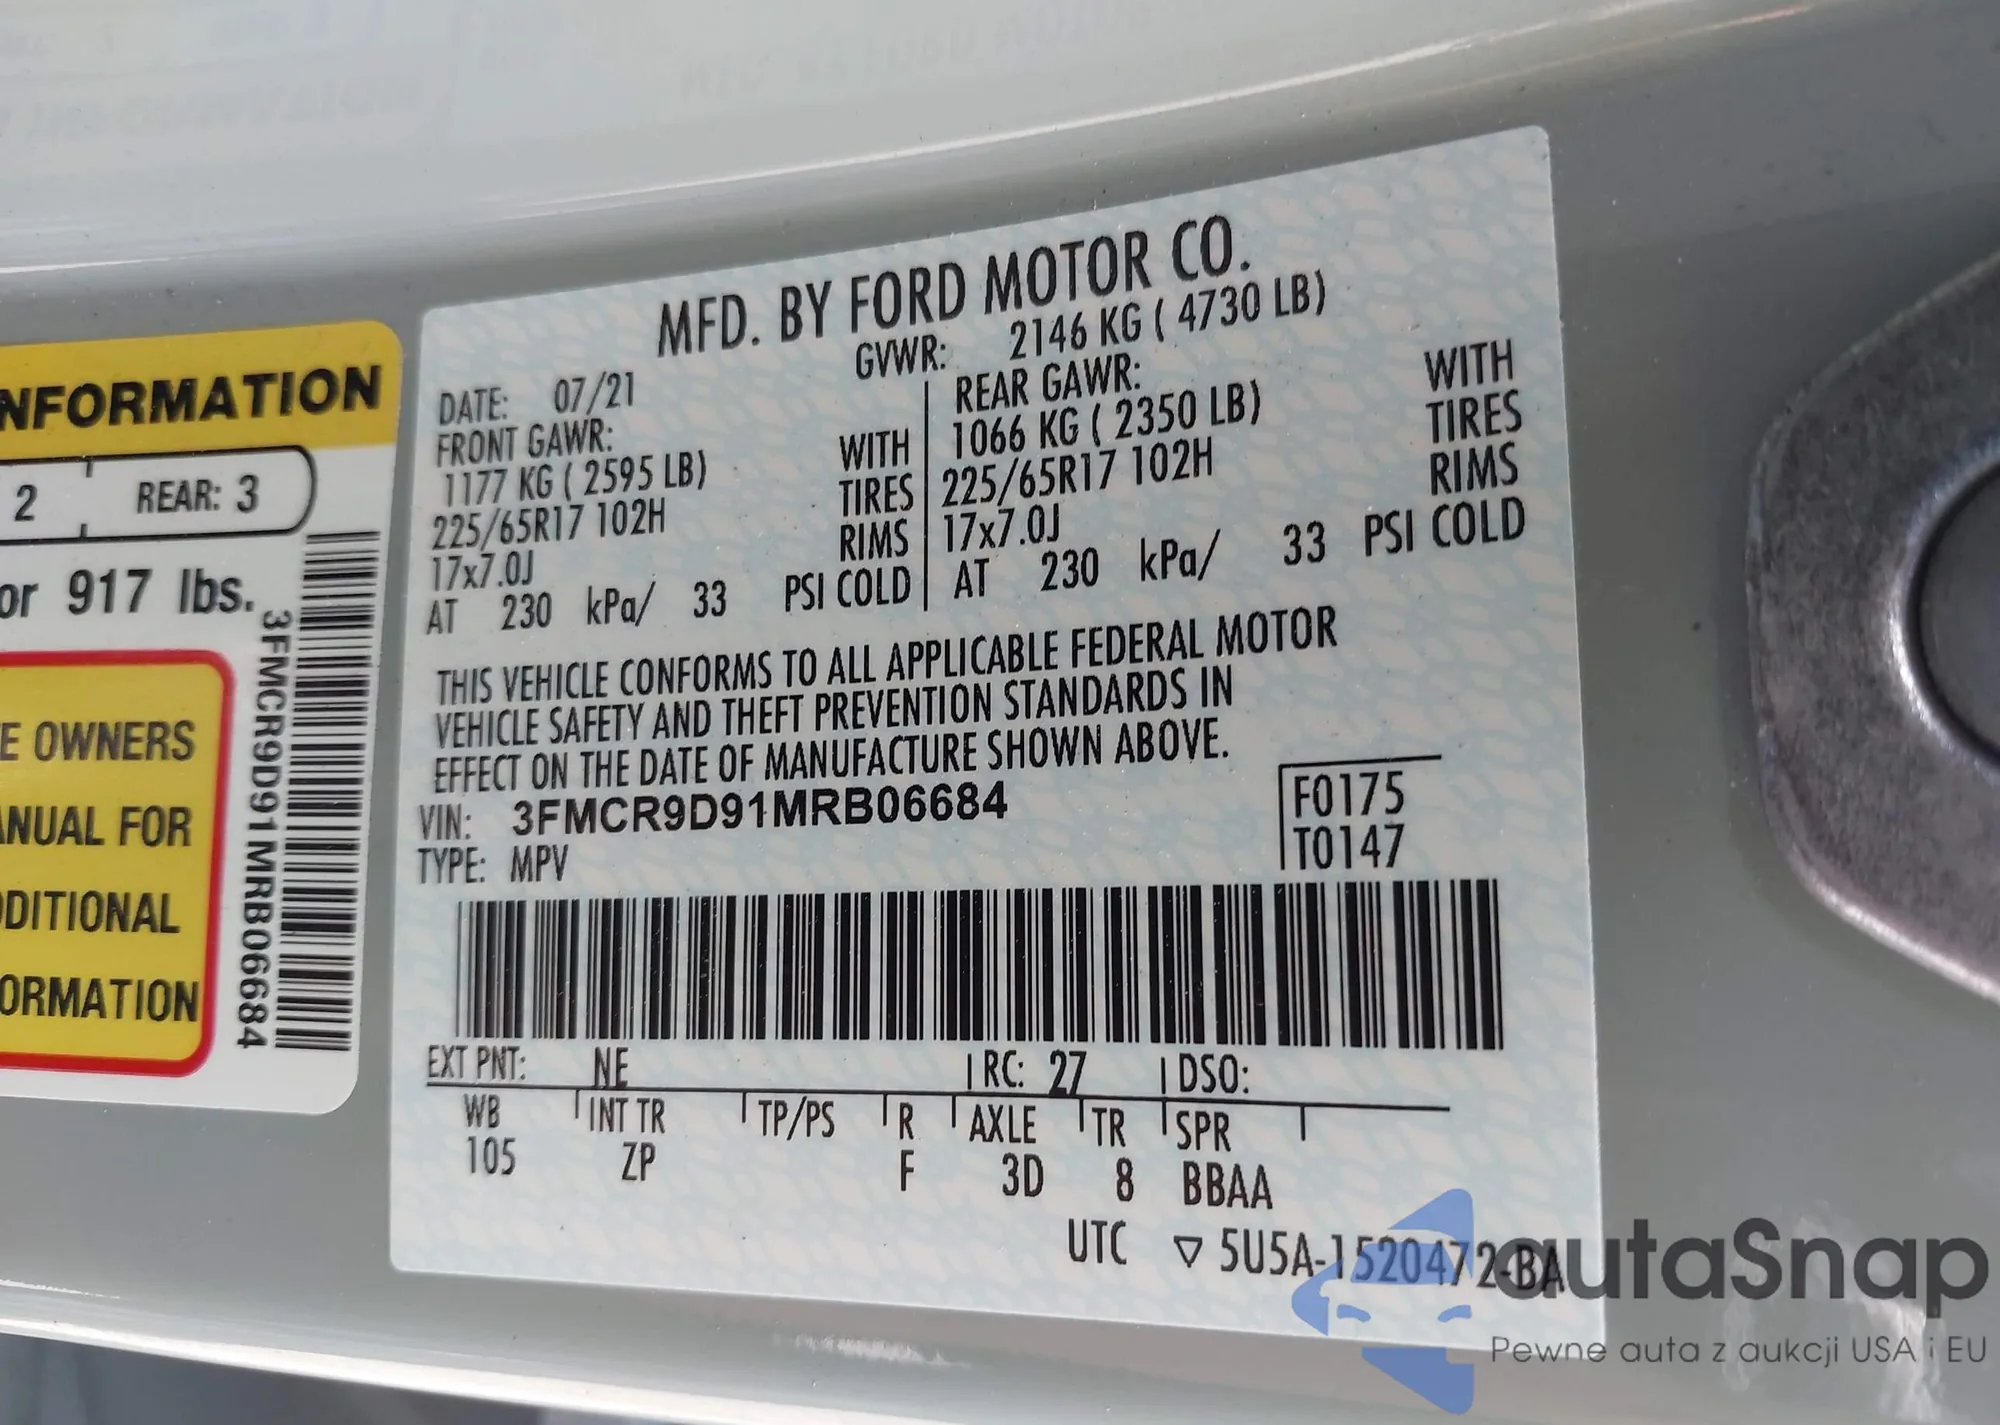 NFORMATION
2 REAR: 3
or 917 lbs.
E OWNERS
ANUAL FOR
DDITIONAL
ORMATION
3FMCR9D91MRB06684
MFD. BY FORD MOTOR CO.
DATE: 07/21 GVWR: 2146 KG ( 4730 LB)
FRONT GAWR: REAR GAWR:
1177 KG ( 2595 LB) WITH 1066 KG ( 2350 LB) WITH
225/65R17 102H TIRES 225/65R17 102H TIRES
17x7.0J RIMS 17x7.0J RIMS
AT 230 kPa/ 33 PSI COLD AT 230 kPa/ 33 PSI COLD
THIS VEHICLE CONFORMS TO ALL APPLICABLE FEDERAL MOTOR
VEHICLE SAFETY AND THEFT PREVENTION STANDARDS IN
EFFECT ON THE DATE OF MANUFACTURE SHOWN ABOVE.
VIN: 3FMCR9D91MRB06684 F0175
TYPE: MPV T0147
EXT PNT: NE RC: 27 DSO:
WB INT TR TP/PS R AXLE TR SPR
105 ZP F 3D 8 BBAA
UTC ▽ 5U5A-1520472-BA
autaSnap
Pewne auta z aukcji USA i EU